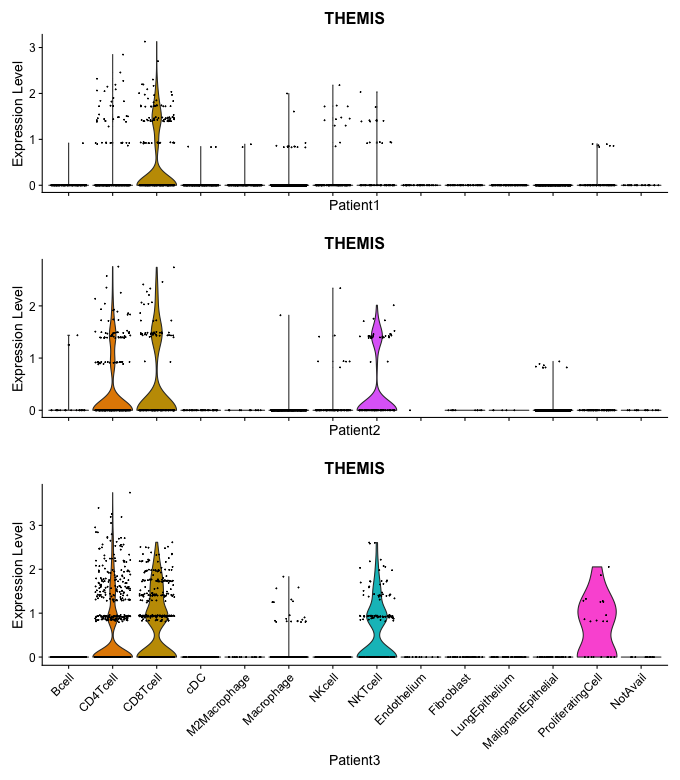 THEMIS
Expression Level
3
2
1
0
Patient1
THEMIS
Expression Level
2
1
0
Patient2
THEMIS
Expression Level
3
2
1
0
Bcell
CD4Tcell
CD8Tcell
cDC
M2Macrophage
Macrophage
NKcell
NKTcell
Endothelium
Fibroblast
LungEpithelium
MalignantEpithelial
ProliferatingCell
NotAvail
Patient3